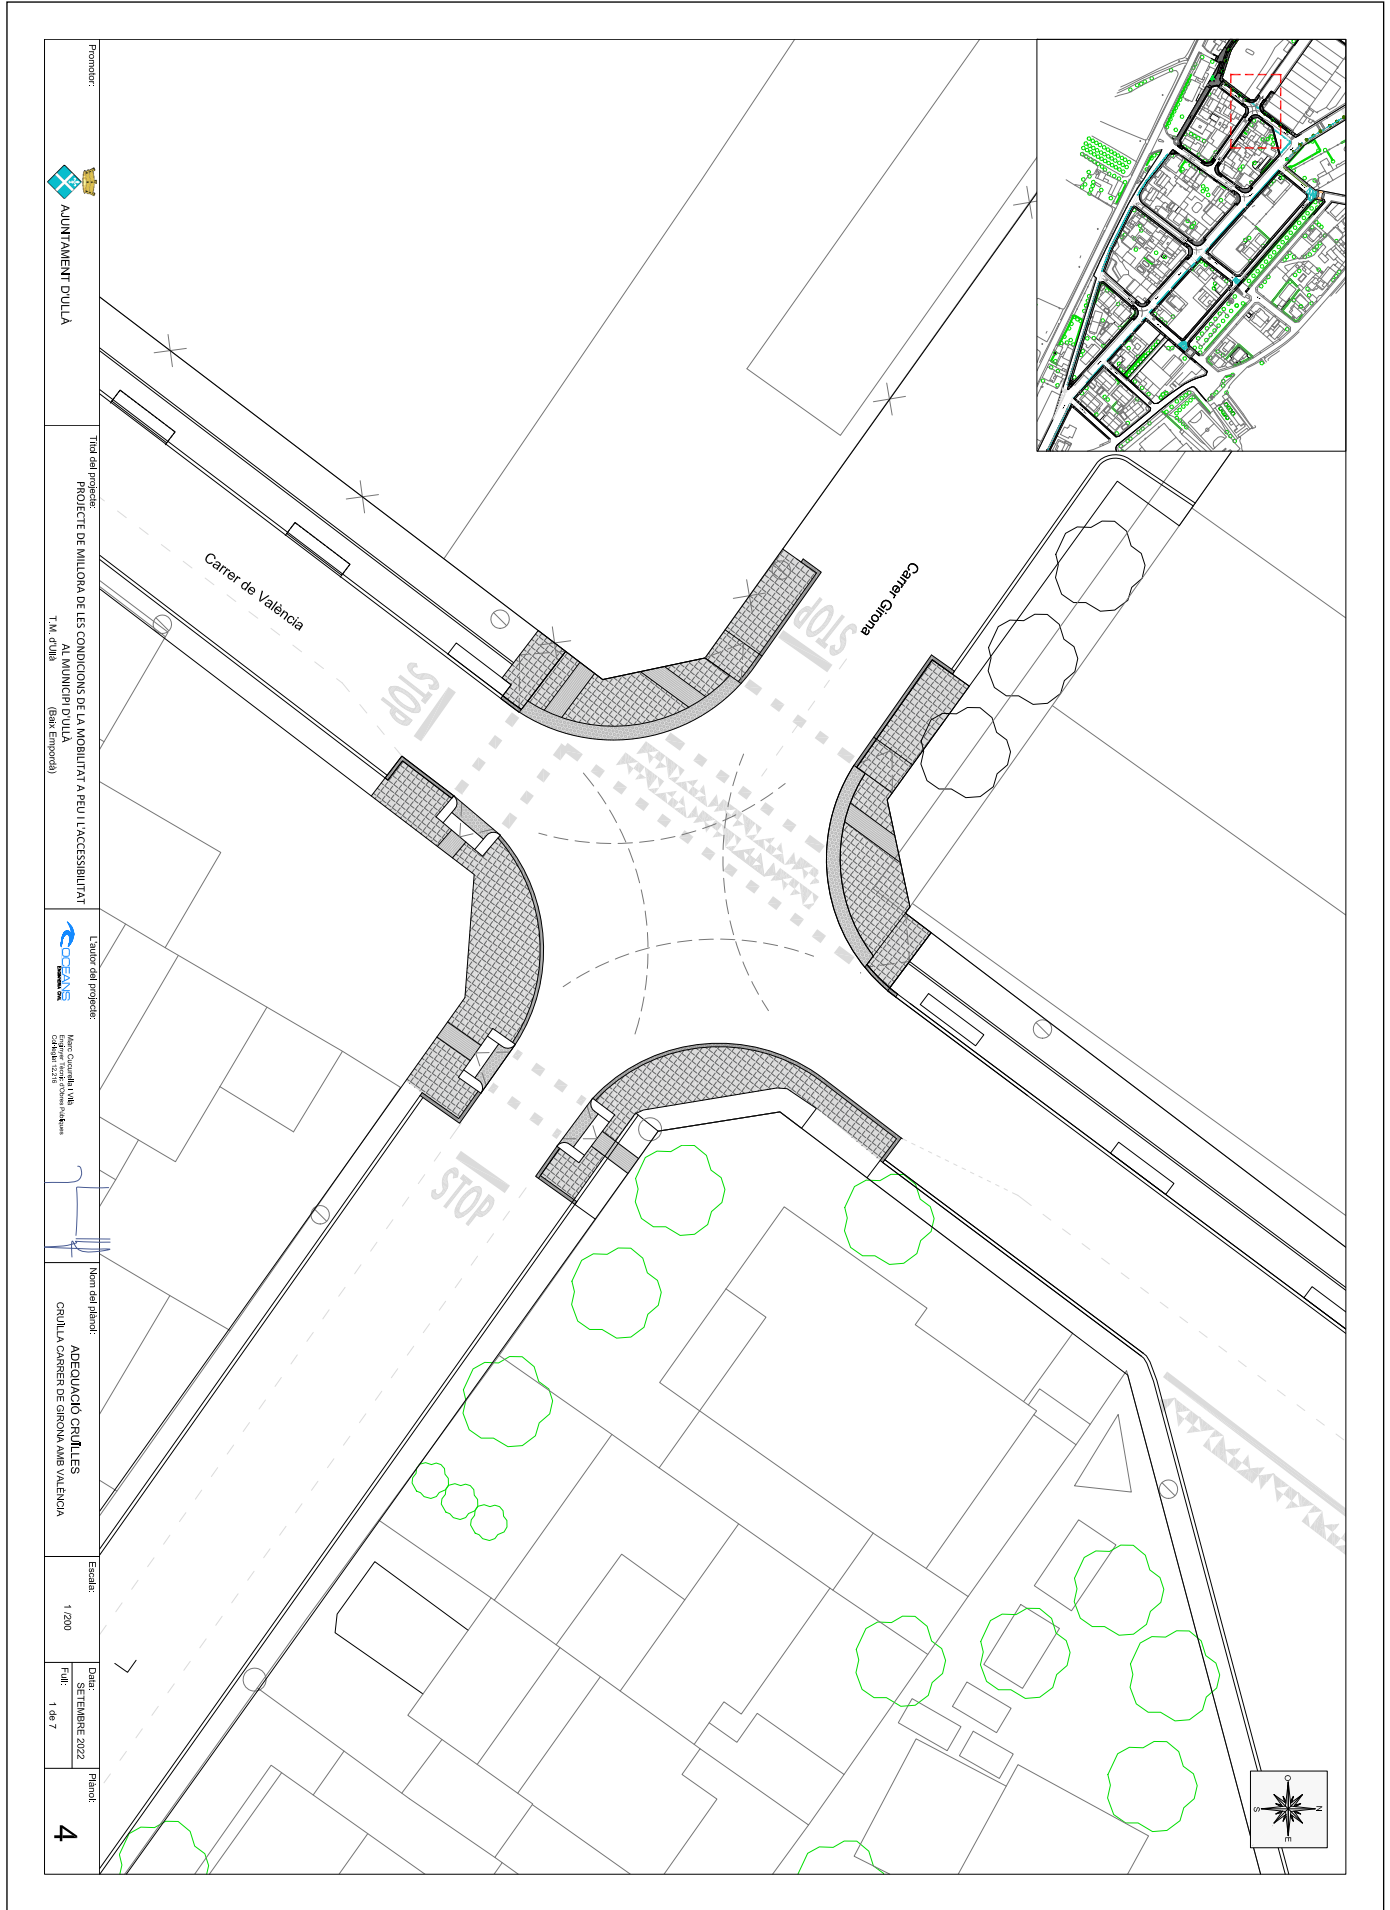 Carrer de València
Carrer Girona
STOP
STOP
STOP
N
O
E
S
Promotor:
AJUNTAMENT D'ULLÀ
Títol del projecte:
PROJECTE DE MILLORA DE LES CONDICIONS DE LA MOBILITAT A PEU I L'ACCESSIBILITAT
AL MUNICIPI D'ULLÀ
T.M. d'Ullà (Baix Empordà)
L'autor del projecte:
OCEANS
ENGINYERIA CIVIL
Marc Cucurella i Vilà
Enginyer Tècnic d'Obres Públiques
Col·legiat 12.216
Nom del plànol:
ADEQUACIÓ CRUÏLLES
CRUÏLLA CARRER DE GIRONA AMB VALÈNCIA
Escala:
1 /200
Data:
SETEMBRE 2022
Full:
1 de 7
Plànol:
4